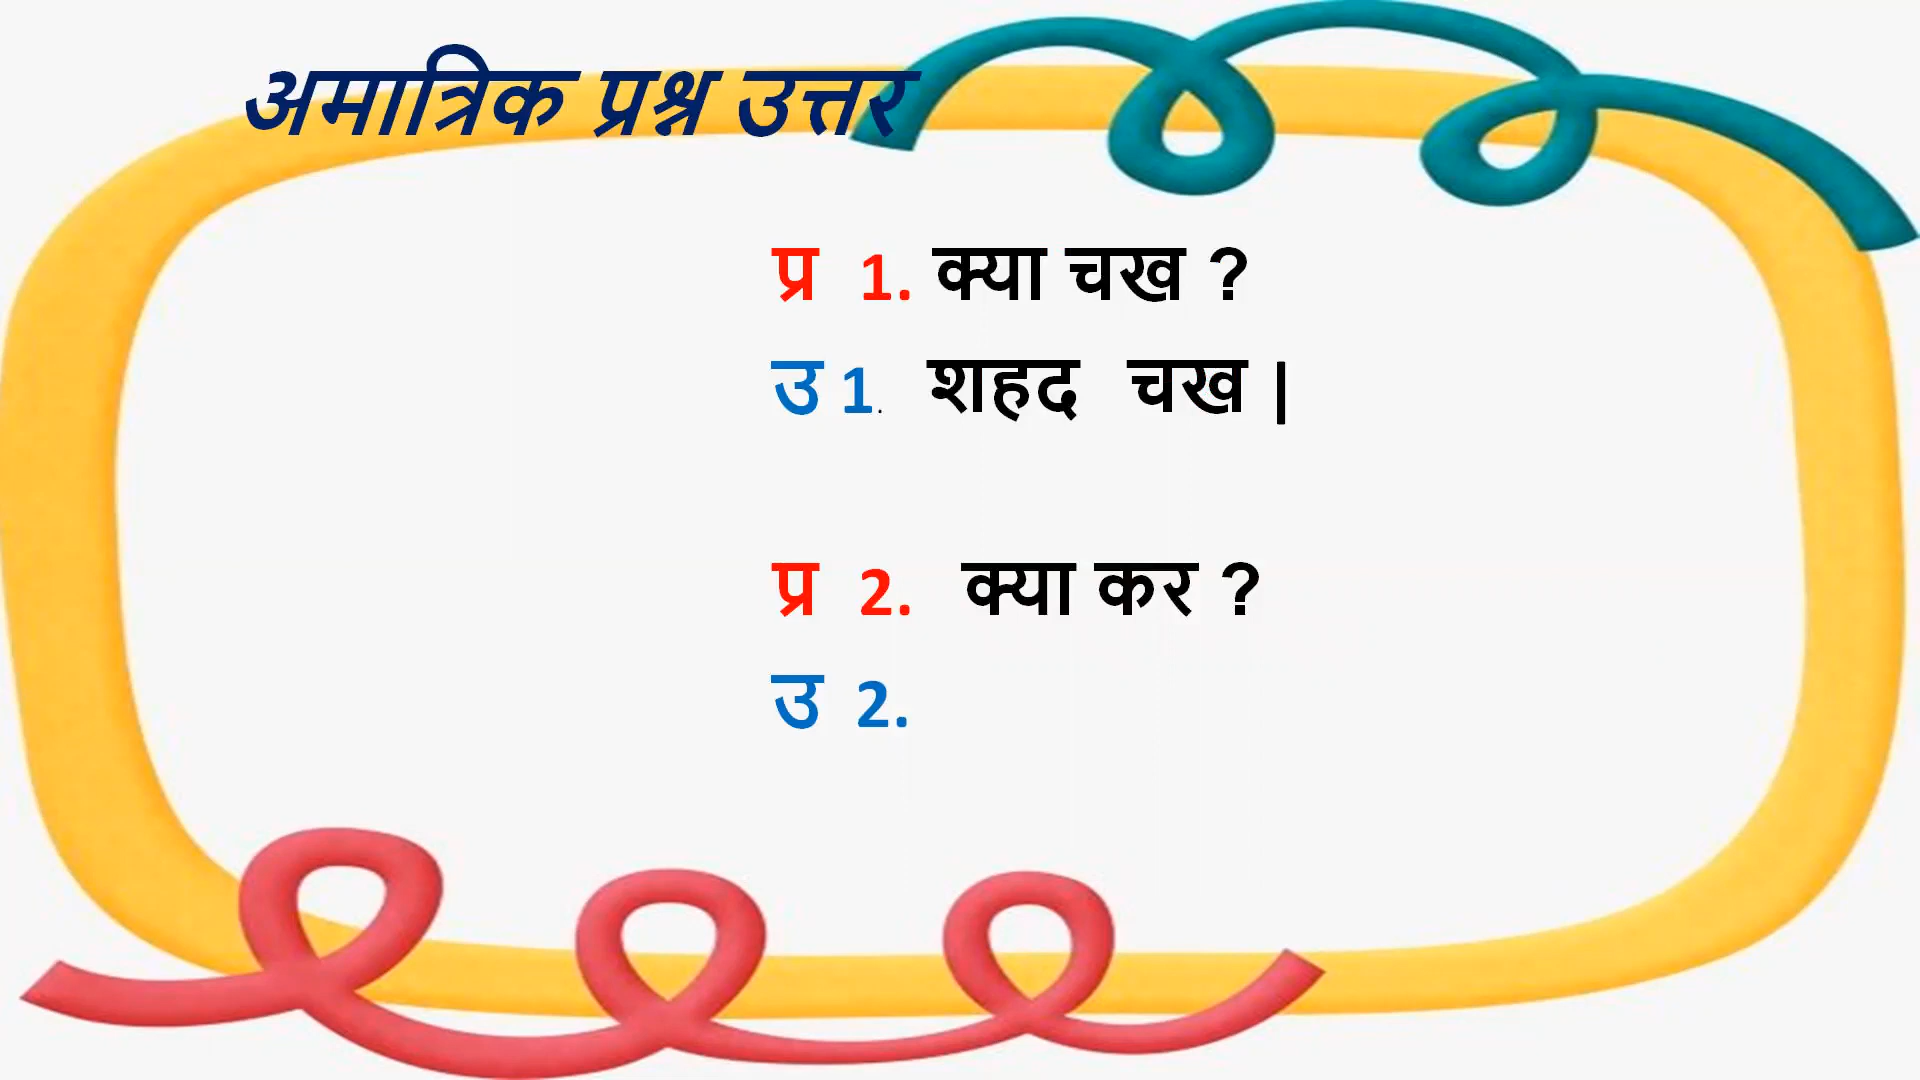 अमात्रिक प्रश्न उत्तर
प्र 1. क्या चख ?
उ 1. शहद चख |
प्र 2. क्या कर ?
उ 2.